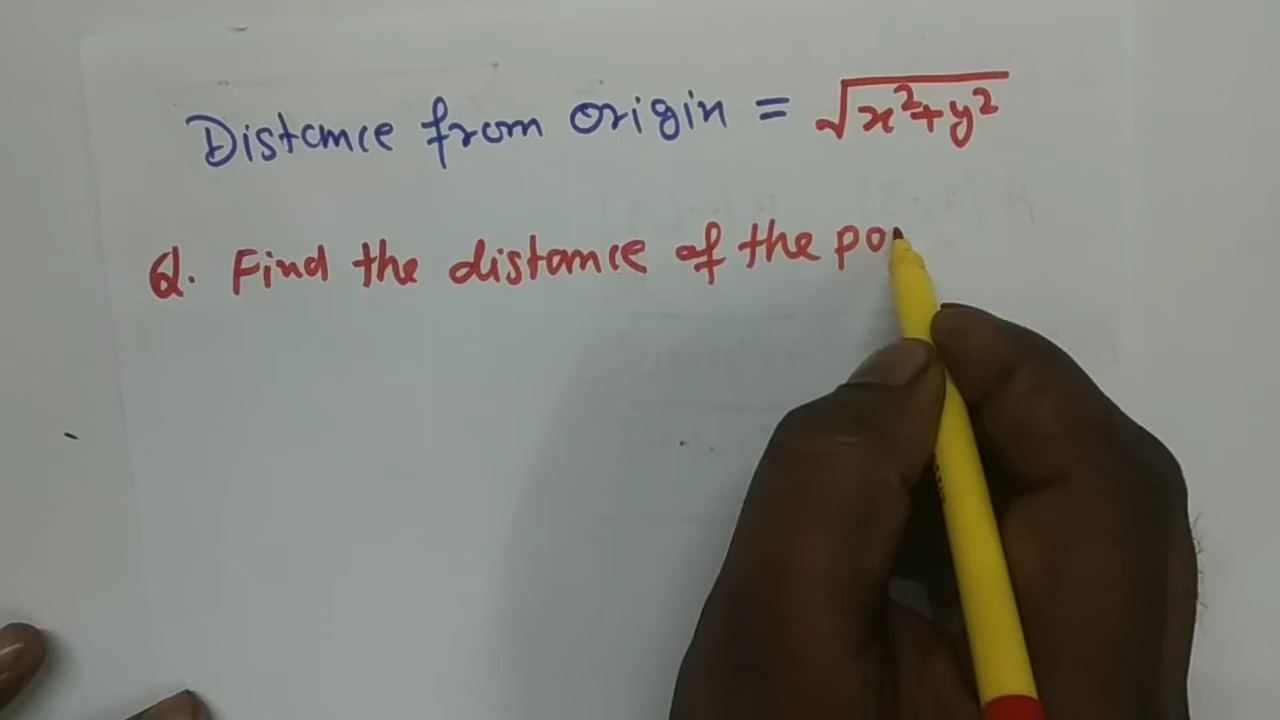 Distance from origin = √x²+y²
Q. Find the distance of the po